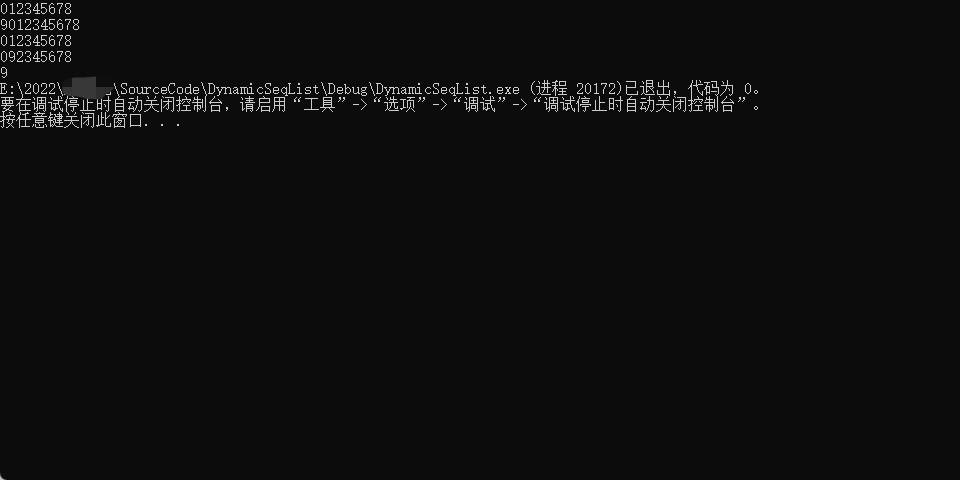 012345678
9012345678
012345678
092345678
9
E:\2022\ \SourceCode\DynamicSeqList\Debug\DynamicSeqList.exe (进程 20172)已退出，代码为 0。
要在调试停止时自动关闭控制台，请启用“工具”->“选项”->“调试”->“调试停止时自动关闭控制台”。
按任意键关闭此窗口. . .